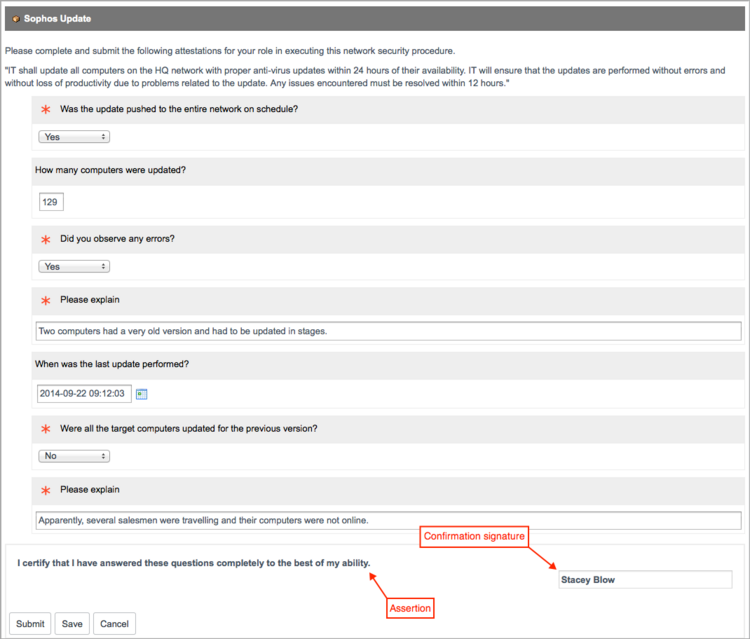 Sophos Update
Please complete and submit the following attestations for your role in executing this network security procedure.
"IT shall update all computers on the HQ network with proper anti-virus updates within 24 hours of their availability. IT will ensure that the updates are performed without errors and
without loss of productivity due to problems related to the update. Any issues encountered must be resolved within 12 hours."
* Was the update pushed to the entire network on schedule?
Yes
How many computers were updated?
129
* Did you observe any errors?
Yes
* Please explain
Two computers had a very old version and had to be updated in stages.
When was the last update performed?
2014-09-22 09:12:03
* Were all the target computers updated for the previous version?
No
* Please explain
Apparently, several salesmen were travelling and their computers were not online.
Confirmation signature
I certify that I have answered these questions completely to the best of my ability.
Stacey Blow
Assertion
Submit Save Cancel